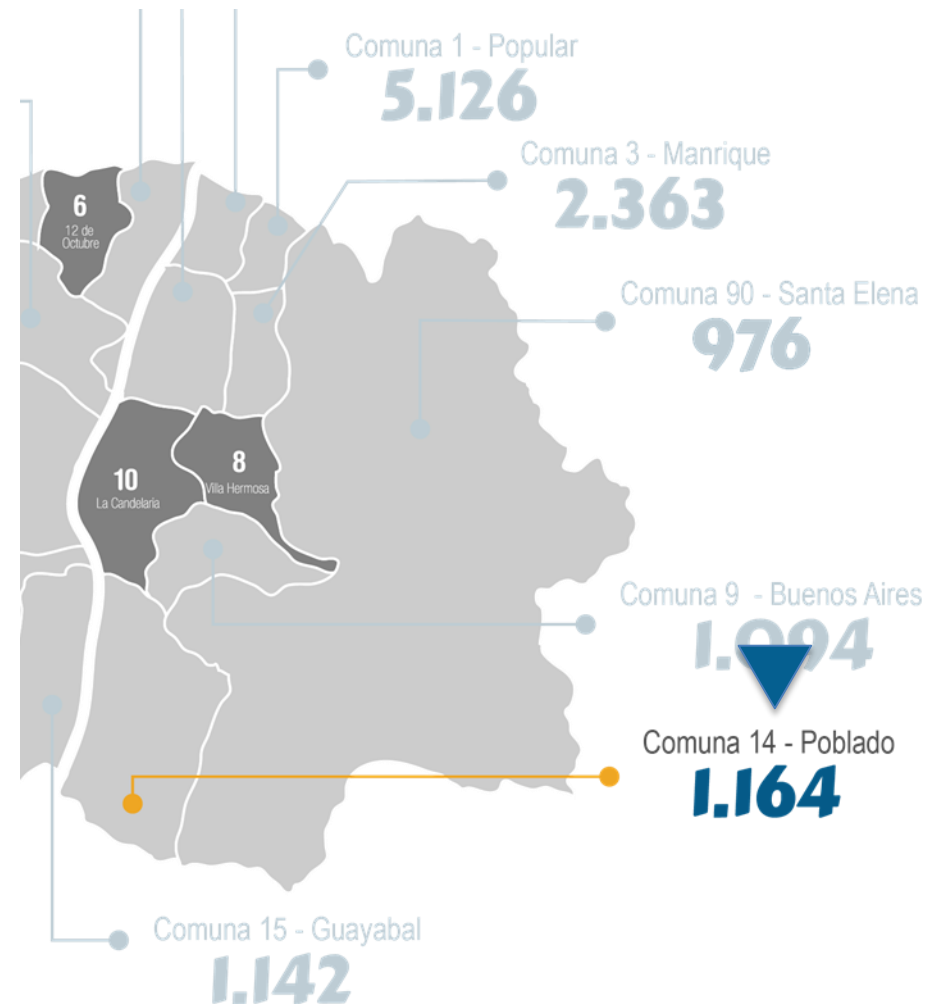 Comuna 1 - Popular
5.126
Comuna 3 - Manrique
2.363
6
12 de
Octubre
Comuna 90 - Santa Elena
976
10
La Candelaria
8
Villa Hermosa
Comuna 9 - Buenos Aires
1.094
Comuna 14 - Poblado
1.164
Comuna 15 - Guayabal
1.142